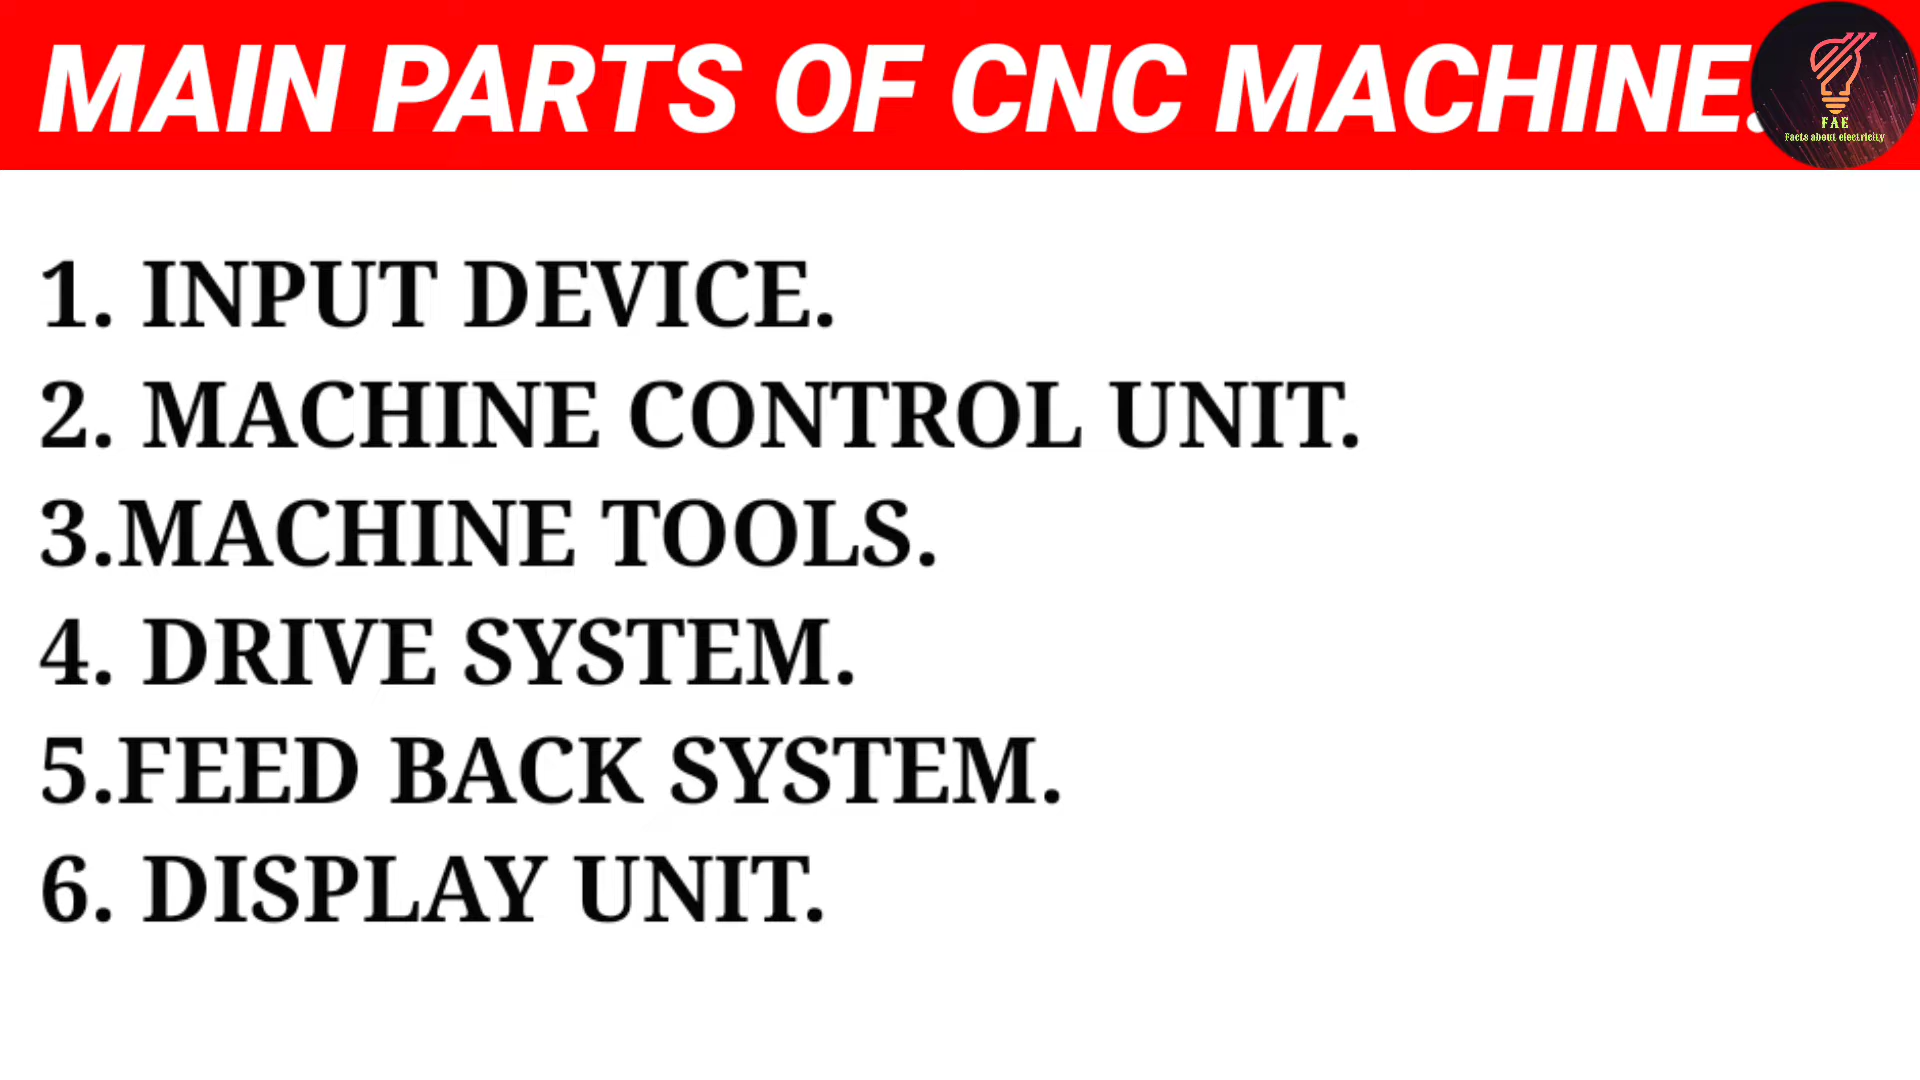 MAIN PARTS OF CNC MACHINE.
FAE
Facts about electricity
1. INPUT DEVICE.
2. MACHINE CONTROL UNIT.
3.MACHINE TOOLS.
4. DRIVE SYSTEM.
5.FEED BACK SYSTEM.
6. DISPLAY UNIT.